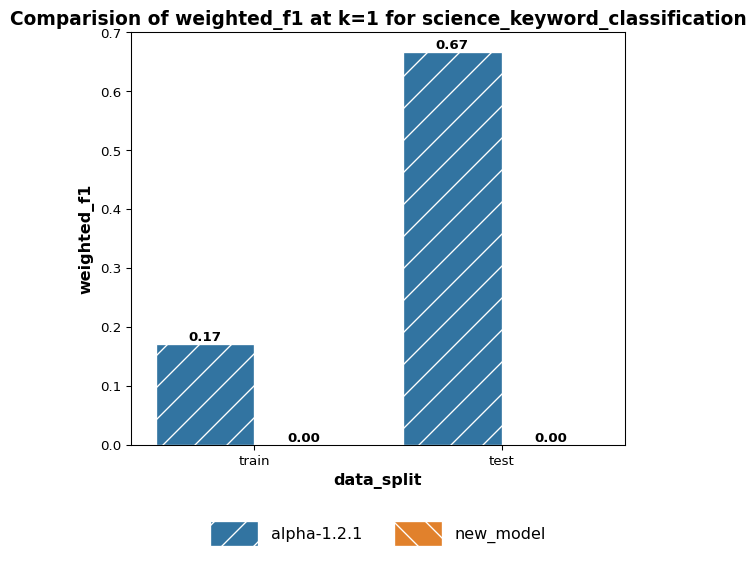 Comparision of weighted_f1 at k=1 for science_keyword_classification
0.7
0.6
0.5
0.4
0.3
0.2
0.1
0.0
weighted_f1
0.17
0.00
0.67
0.00
train
test
data_split
alpha-1.2.1
new_model